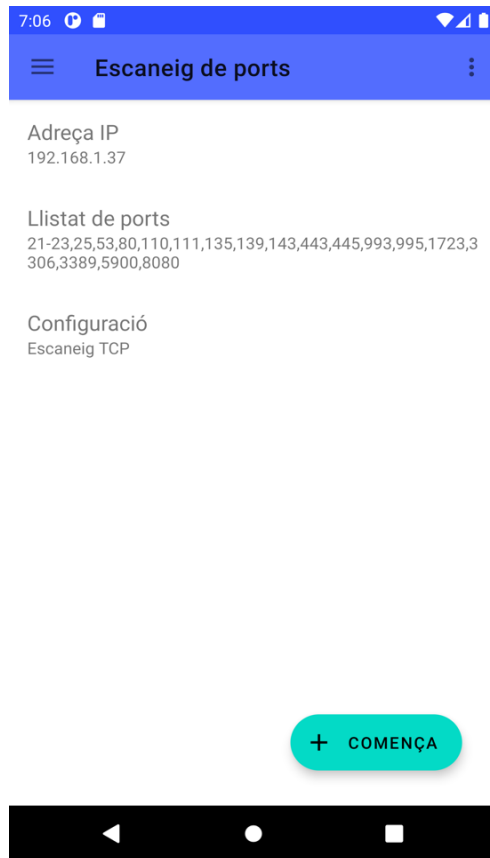 7:06
Escaneig de ports
Adreça IP
192.168.1.37
Llistat de ports
21-23,25,53,80,110,111,135,139,143,443,445,993,995,1723,3
306,3389,5900,8080
Configuració
Escaneig TCP
+ COMENÇA